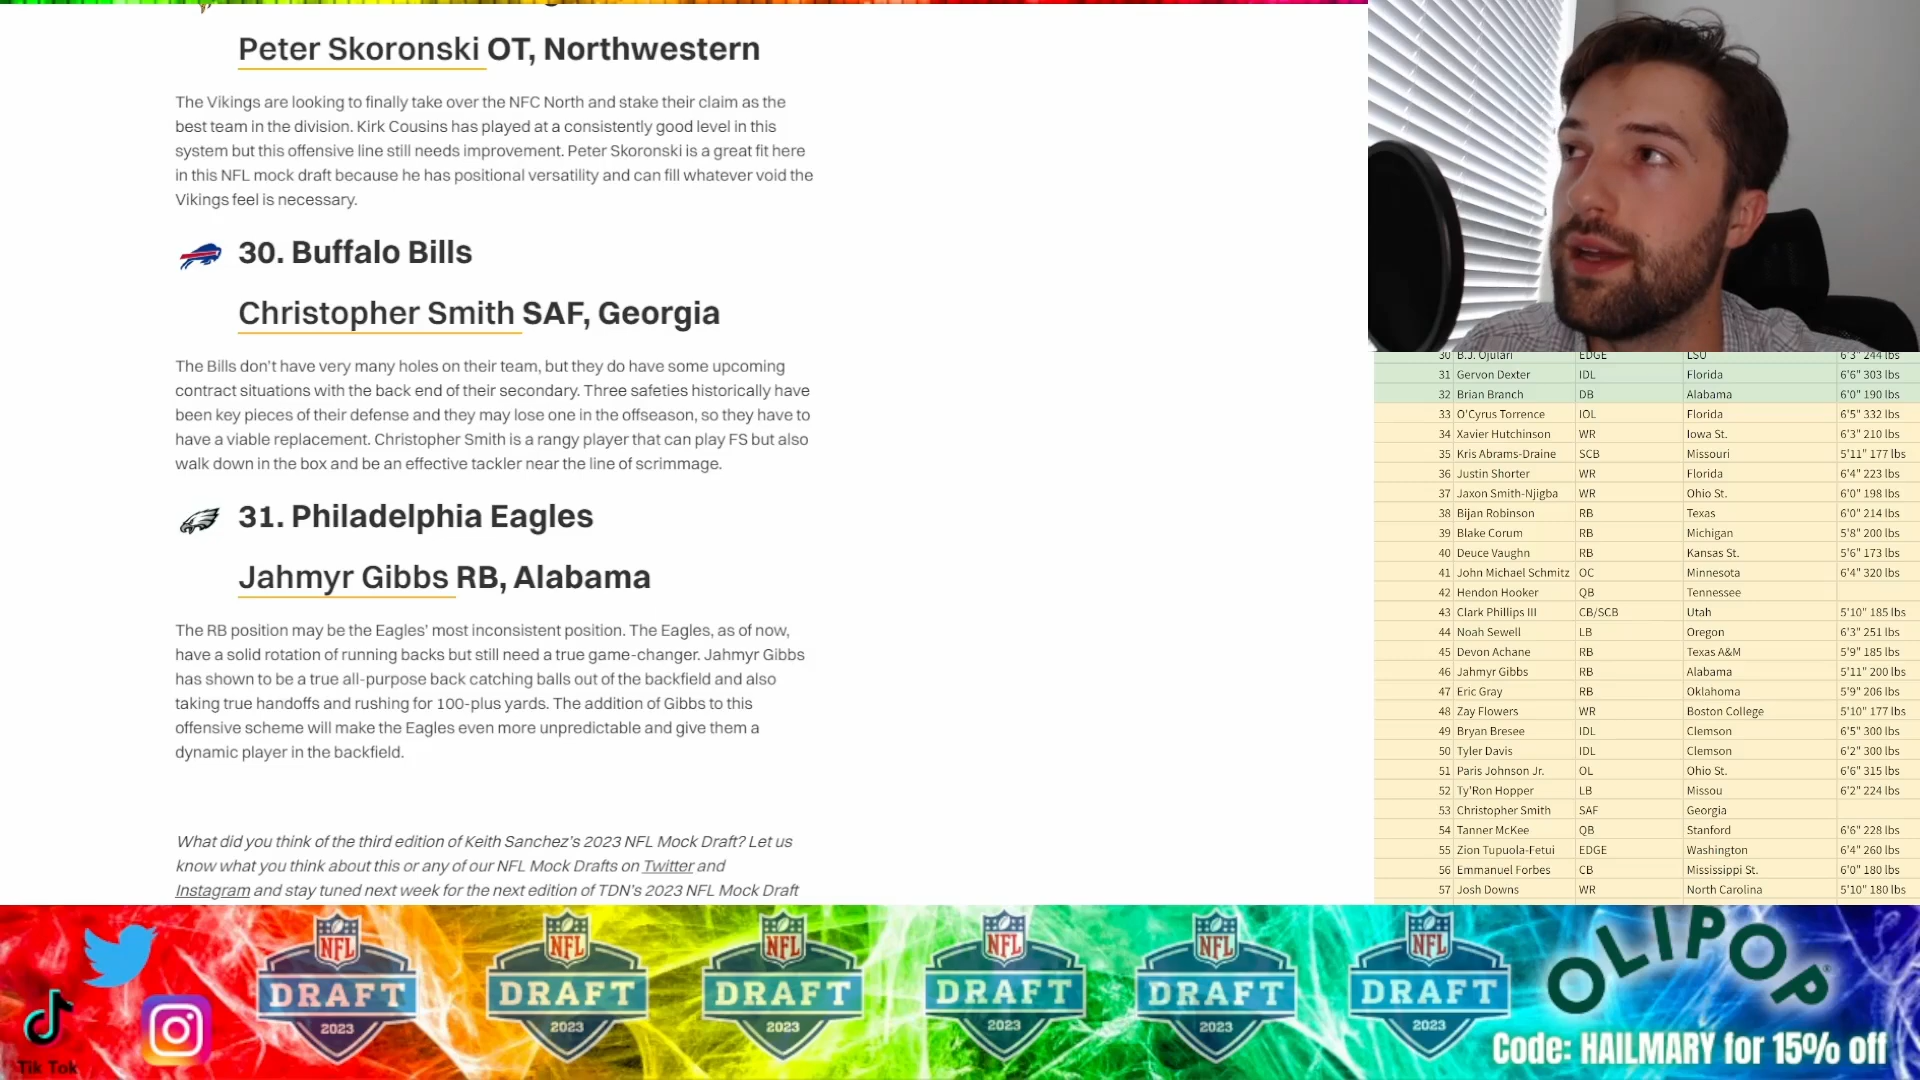 Peter Skoronski OT, Northwestern
The Vikings are looking to finally take over the NFC North and stake their claim as the
best team in the division. Kirk Cousins has played at a consistently good level in this
system but this offensive line still needs improvement. Peter Skoronski is a great fit here
in this NFL mock draft because he has positional versatility and can fill whatever void the
Vikings feel is necessary.
30. Buffalo Bills
Christopher Smith SAF, Georgia
The Bills don't have very many holes on their team, but they do have some upcoming
contract situations with the back end of their secondary. Three safeties historically have
been key pieces of their defense and they may lose one in the offseason, so they have to
have a viable replacement. Christopher Smith is a rangy player that can play FS but also
walk down in the box and be an effective tackler near the line of scrimmage.
31. Philadelphia Eagles
Jahmyr Gibbs RB, Alabama
The RB position may be the Eagles' most inconsistent position. The Eagles, as of now,
have a solid rotation of running backs but still need a true game-changer. Jahmyr Gibbs
has shown to be a true all-purpose back catching balls out of the backfield and also
taking true handoffs and rushing for 100-plus yards. The addition of Gibbs to this
offensive scheme will make the Eagles even more unpredictable and give them a
dynamic player in the backfield.
What did you think of the third edition of Keith Sanchez's 2023 NFL Mock Draft? Let us
know what you think about this or any of our NFL Mock Drafts on Twitter and
Instagram and stay tuned next week for the next edition of TDN's 2023 NFL Mock Draft
30 B.J. Ojulari EDGE LSU 6'3" 244 lbs
31 Gervon Dexter IDL Florida 6'6" 303 lbs
32 Brian Branch DB Alabama 6'0" 190 lbs
33 O'Cyrus Torrence IOL Florida 6'5" 332 lbs
34 Xavier Hutchinson WR Iowa St. 6'3" 210 lbs
35 Kris Abrams-Draine SCB Missouri 5'11" 177 lbs
36 Justin Shorter WR Florida 6'4" 223 lbs
37 Jaxon Smith-Njigba WR Ohio St. 6'0" 198 lbs
38 Bijan Robinson RB Texas 6'0" 214 lbs
39 Blake Corum RB Michigan 5'8" 200 lbs
40 Deuce Vaughn RB Kansas St. 5'6" 173 lbs
41 John Michael Schmitz OC Minnesota 6'4" 320 lbs
42 Hendon Hooker QB Tennessee
43 Clark Phillips III CB/SCB Utah 5'10" 185 lbs
44 Noah Sewell LB Oregon 6'3" 251 lbs
45 Devon Achane RB Texas A&M 5'9" 185 lbs
46 Jahmyr Gibbs RB Alabama 5'11" 200 lbs
47 Eric Gray RB Oklahoma 5'9" 206 lbs
48 Zay Flowers WR Boston College 5'10" 177 lbs
49 Bryan Bresee IDL Clemson 6'5" 300 lbs
50 Tyler Davis IDL Clemson 6'2" 300 lbs
51 Paris Johnson Jr. OL Ohio St. 6'6" 315 lbs
52 Ty'Ron Hopper LB Missou 6'2" 224 lbs
53 Christopher Smith SAF Georgia
54 Tanner McKee QB Stanford 6'6" 228 lbs
55 Zion Tupuola-Fetui EDGE Washington 6'4" 260 lbs
56 Emmanuel Forbes CB Mississippi St. 6'0" 180 lbs
57 Josh Downs WR North Carolina 5'10" 180 lbs
Tik Tok
NFL DRAFT 2023
NFL DRAFT 2023
NFL DRAFT 2023
NFL DRAFT 2023
NFL DRAFT 2023
NFL DRAFT 2023
OLIPOP
Code: HAILMARY for 15% off